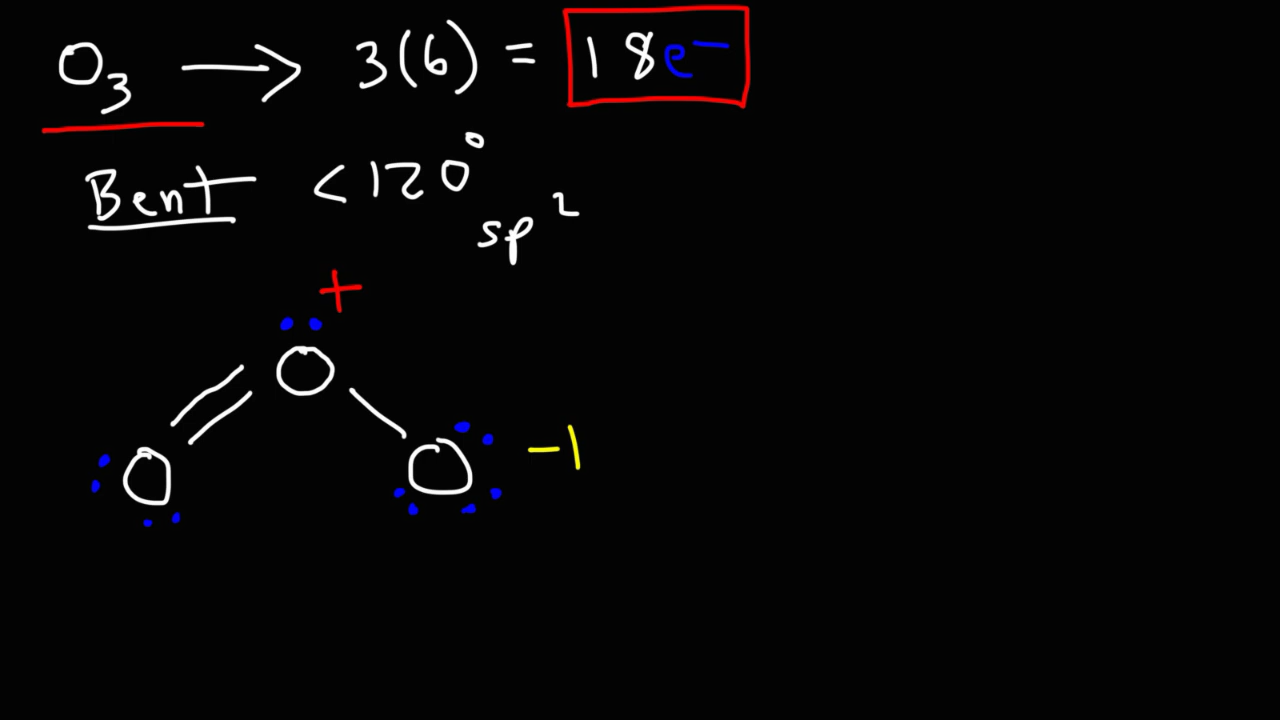 O₃ → 3(6) = 18e⁻
Bent <120°
sp²
+
O
O O -1